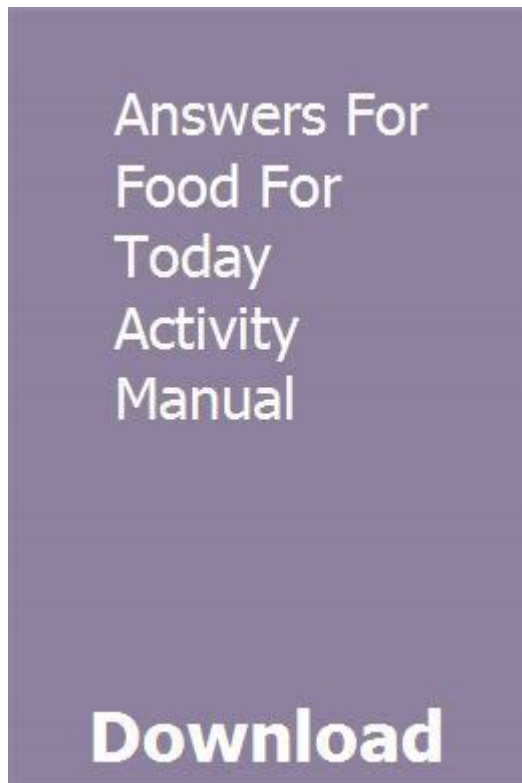 Answers For
Food For
Today
Activity
Manual
Download